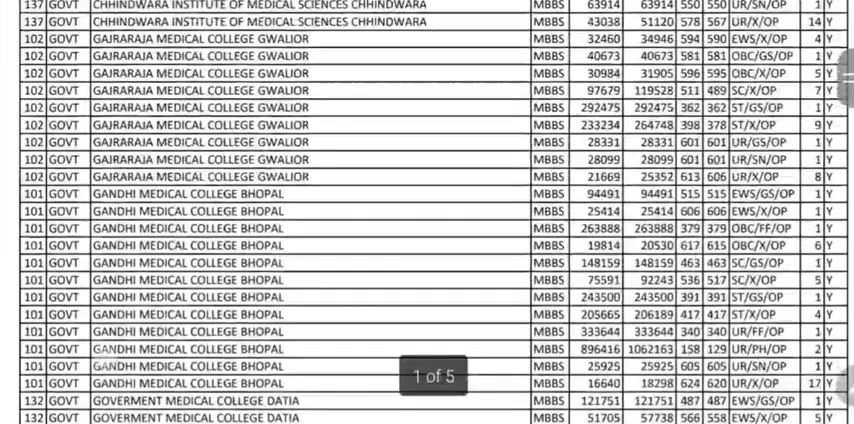 137 GOVT CHHINDWARA INSTITUTE OF MEDICAL SCIENCES CHHINDWARA MBBS 63914 63914 550 550 UR/SN/OP 1 Y
137 GOVT CHHINDWARA INSTITUTE OF MEDICAL SCIENCES CHHINDWARA MBBS 43038 51120 578 567 UR/X/OP 14 Y
102 GOVT GAJRARAJA MEDICAL COLLEGE GWALIOR MBBS 32460 34946 594 590 EWS/X/OP 4 Y
102 GOVT GAJRARAJA MEDICAL COLLEGE GWALIOR MBBS 40673 40673 581 581 OBC/GS/OP 1 Y
102 GOVT GAJRARAJA MEDICAL COLLEGE GWALIOR MBBS 30984 31905 596 595 OBC/X/OP 5 Y
102 GOVT GAJRARAJA MEDICAL COLLEGE GWALIOR MBBS 97679 119528 511 489 SC/X/OP 7 Y
102 GOVT GAJRARAJA MEDICAL COLLEGE GWALIOR MBBS 292475 292475 362 362 ST/GS/OP 1 Y
102 GOVT GAJRARAJA MEDICAL COLLEGE GWALIOR MBBS 233234 264748 398 378 ST/X/OP 9 Y
102 GOVT GAJRARAJA MEDICAL COLLEGE GWALIOR MBBS 28331 28331 601 601 UR/GS/OP 1 Y
102 GOVT GAJRARAJA MEDICAL COLLEGE GWALIOR MBBS 28099 28099 601 601 UR/SN/OP 1 Y
102 GOVT GAJRARAJA MEDICAL COLLEGE GWALIOR MBBS 21669 25352 613 606 UR/X/OP 8 Y
101 GOVT GANDHI MEDICAL COLLEGE BHOPAL MBBS 94491 94491 515 515 EWS/GS/OP 1 Y
101 GOVT GANDHI MEDICAL COLLEGE BHOPAL MBBS 25414 25414 606 606 EWS/X/OP 1 Y
101 GOVT GANDHI MEDICAL COLLEGE BHOPAL MBBS 263888 263888 379 379 OBC/FF/OP 1 Y
101 GOVT GANDHI MEDICAL COLLEGE BHOPAL MBBS 19814 20530 617 615 OBC/X/OP 6 Y
101 GOVT GANDHI MEDICAL COLLEGE BHOPAL MBBS 148159 148159 463 463 SC/GS/OP 1 Y
101 GOVT GANDHI MEDICAL COLLEGE BHOPAL MBBS 75591 92243 536 517 SC/X/OP 5 Y
101 GOVT GANDHI MEDICAL COLLEGE BHOPAL MBBS 243500 243500 391 391 ST/GS/OP 1 Y
101 GOVT GANDHI MEDICAL COLLEGE BHOPAL MBBS 205665 206189 417 417 ST/X/OP 4 Y
101 GOVT GANDHI MEDICAL COLLEGE BHOPAL MBBS 333644 333644 340 340 UR/FF/OP 1 Y
101 GOVT GANDHI MEDICAL COLLEGE BHOPAL MBBS 896416 1062163 158 129 UR/PH/OP 2 Y
101 GOVT GANDHI MEDICAL COLLEGE BHOPAL MBBS 25925 25925 605 605 UR/SN/OP 1 Y
101 GOVT GANDHI MEDICAL COLLEGE BHOPAL MBBS 16640 18298 624 620 UR/X/OP 17 Y
1 of 5
132 GOVT GOVERMENT MEDICAL COLLEGE DATIA MBBS 121751 121751 487 487 EWS/GS/OP 1 Y
132 GOVT GOVERMENT MEDICAL COLLEGE DATIA MBBS 51705 57738 566 558 EWS/X/OP 5 Y